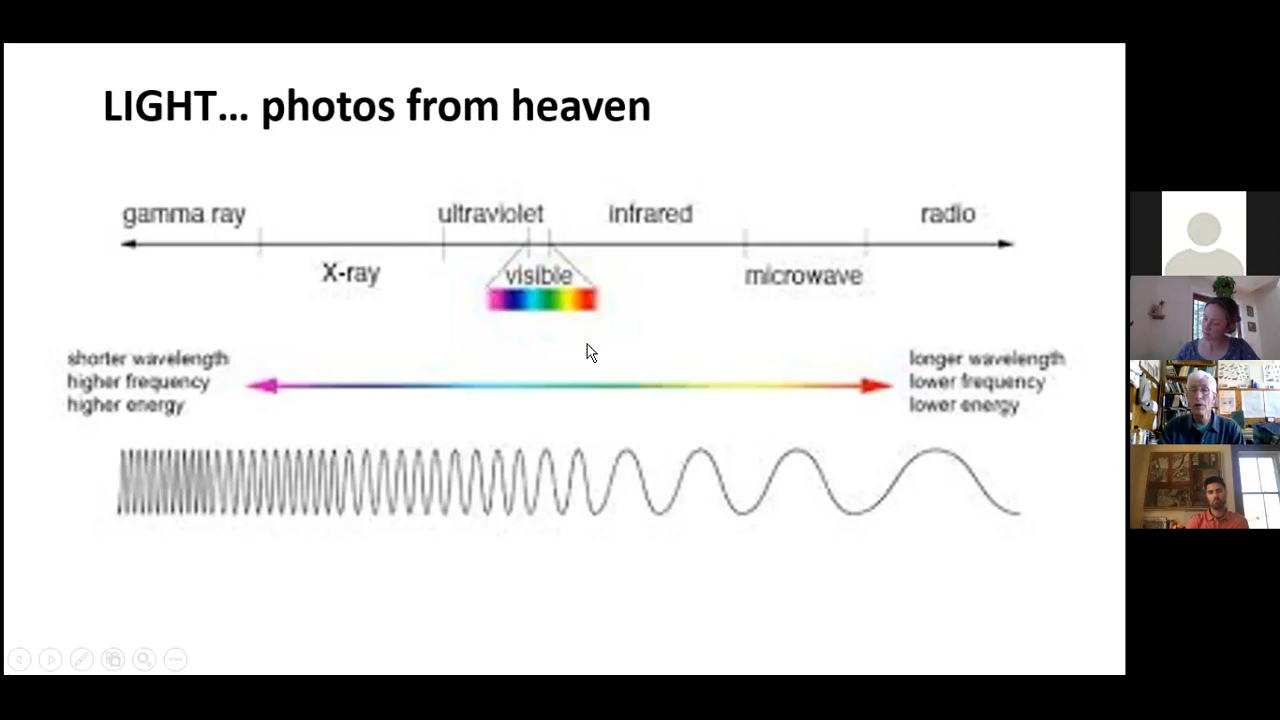 LIGHT... photos from heaven
gamma ray
ultraviolet
infrared
radio
X-ray
visible
microwave
shorter wavelength
higher frequency
higher energy
longer wavelength
lower frequency
lower energy